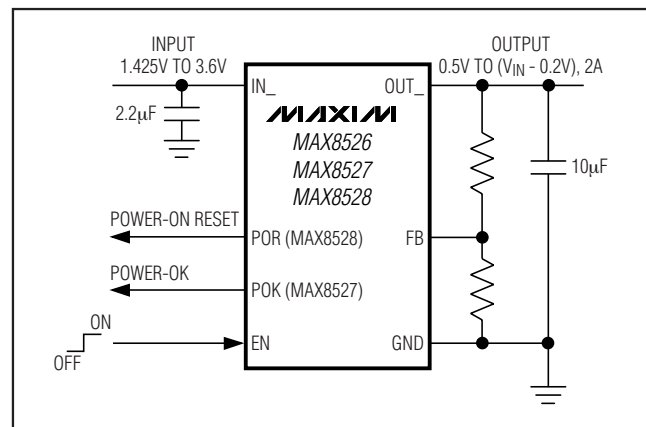 INPUT
1.425V TO 3.6V
OUTPUT
0.5V TO (VIN - 0.2V), 2A
IN_
OUT_
2.2µF
MAXIM
MAX8526
MAX8527
MAX8528
10µF
POWER-ON RESET
POR (MAX8528)
FB
POWER-OK
POK (MAX8527)
ON
OFF
EN
GND